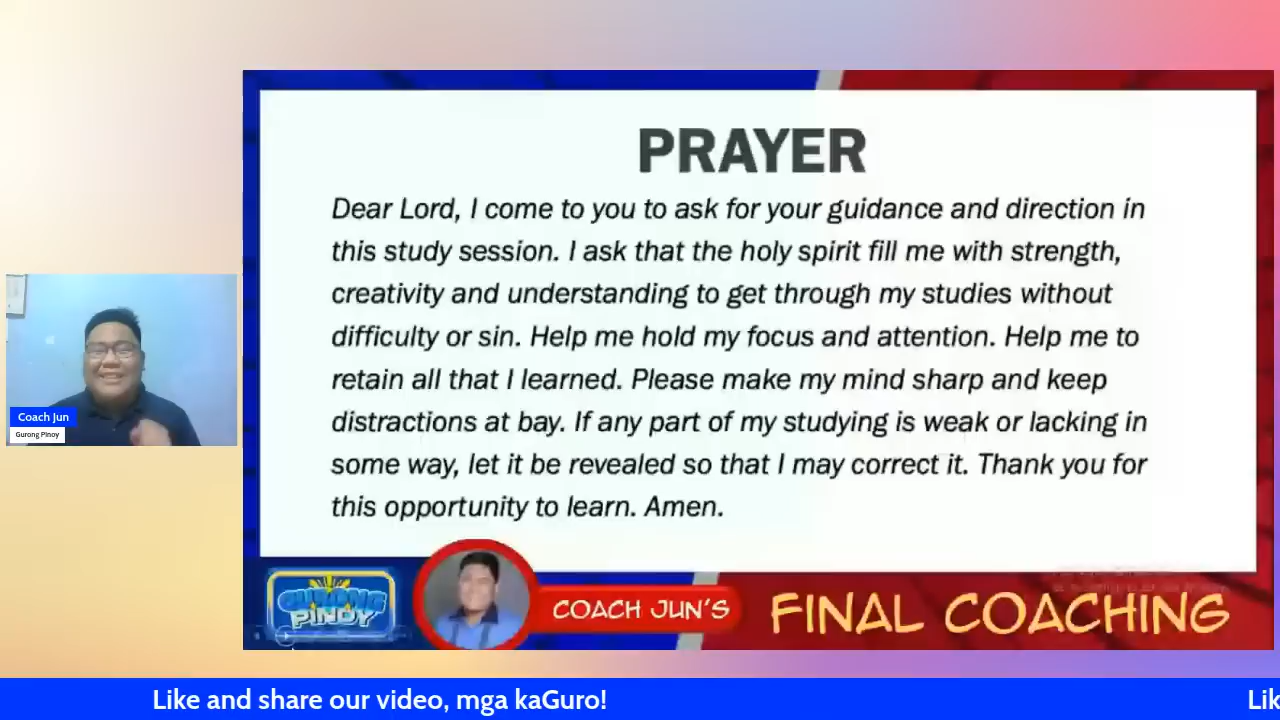 PRAYER
Dear Lord, I come to you to ask for your guidance and direction in
this study session. I ask that the holy spirit fill me with strength,
creativity and understanding to get through my studies without
difficulty or sin. Help me hold my focus and attention. Help me to
retain all that I learned. Please make my mind sharp and keep
distractions at bay. If any part of my studying is weak or lacking in
some way, let it be revealed so that I may correct it. Thank you for
this opportunity to learn. Amen.
Coach Jun
Gurong Pinoy
GURONG
PINOY
COACH JUN'S
FINAL COACHING
Like and share our video, mga kaGuro!
Lik